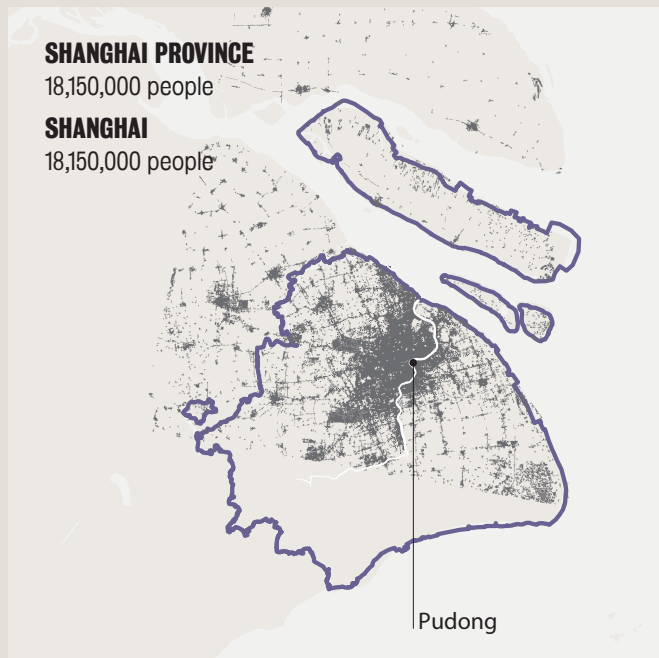 SHANGHAI PROVINCE
18,150,000 people
SHANGHAI
18,150,000 people
Pudong